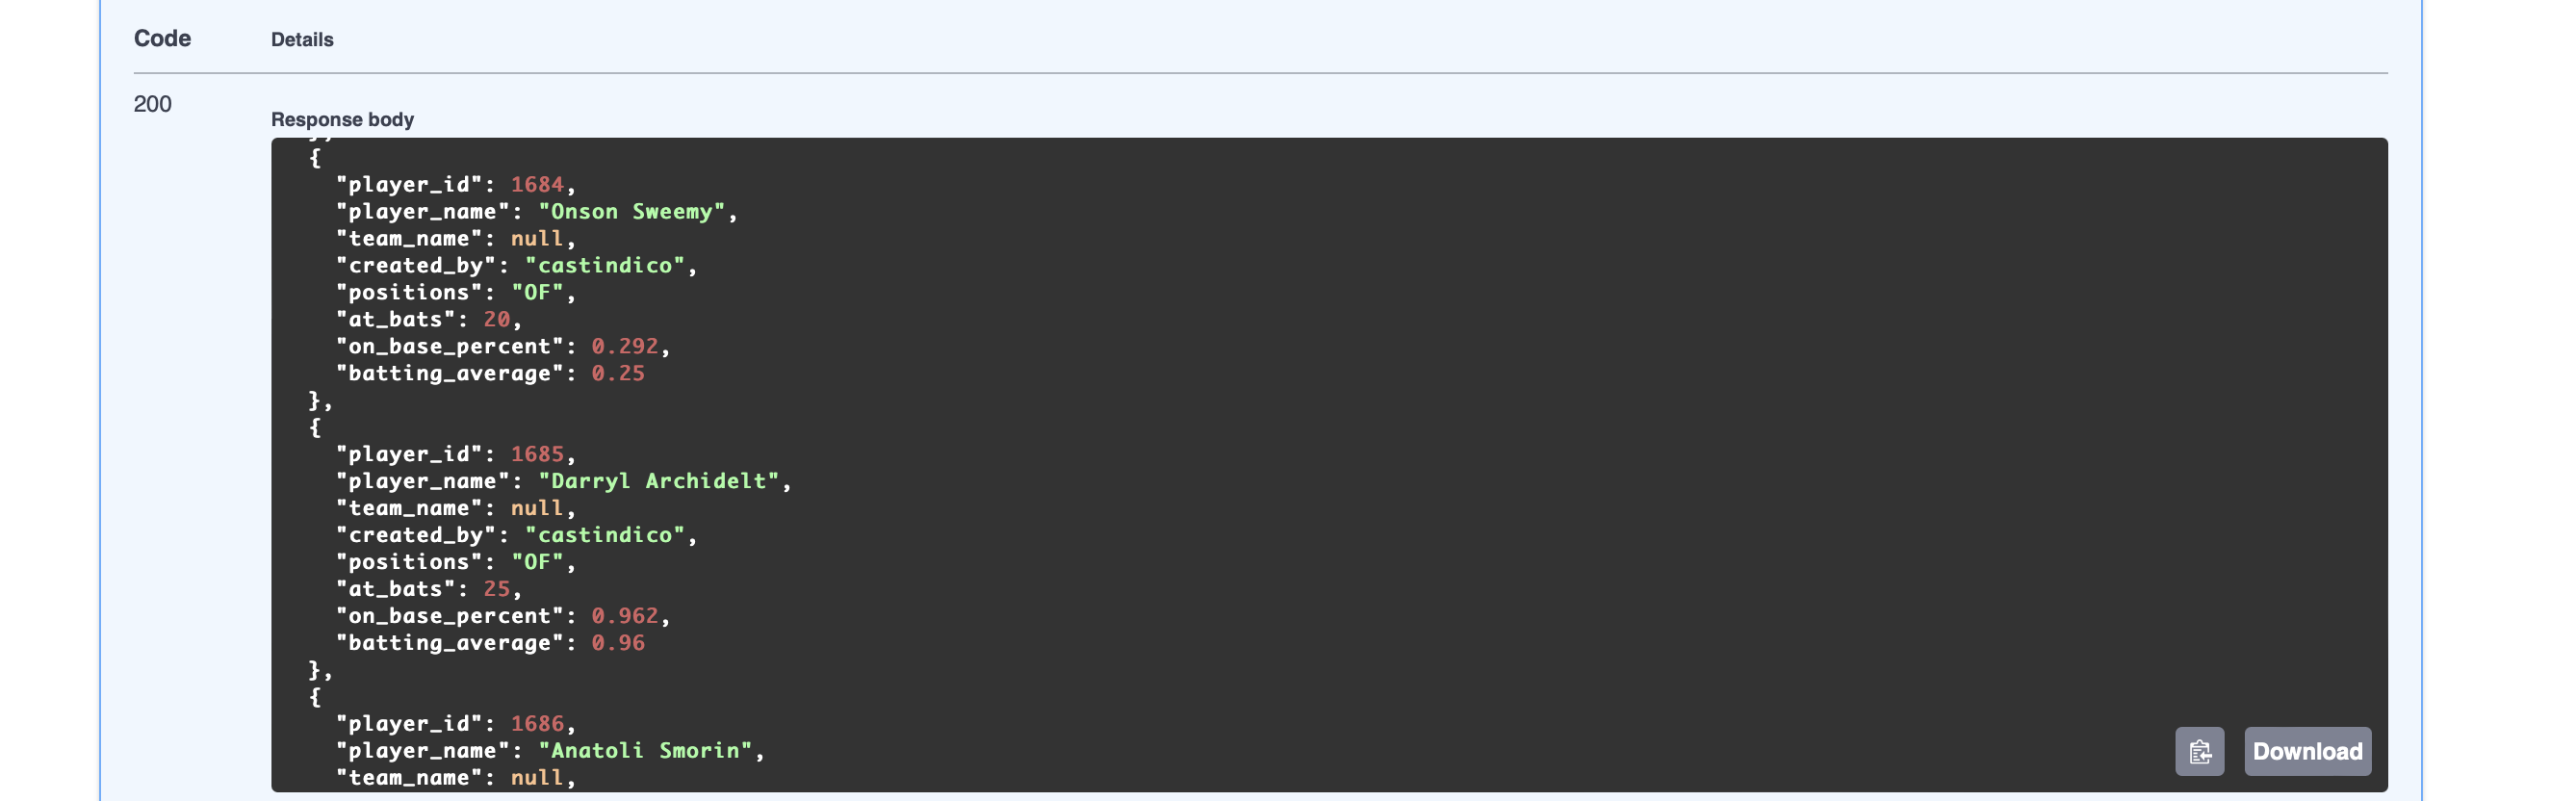 Code Details
200
Response body
},
{
"player_id": 1684,
"player_name": "Onson Sweemy",
"team_name": null,
"created_by": "castindico",
"positions": "OF",
"at_bats": 20,
"on_base_percent": 0.292,
"batting_average": 0.25
},
{
"player_id": 1685,
"player_name": "Darryl Archidelt",
"team_name": null,
"created_by": "castindico",
"positions": "OF",
"at_bats": 25,
"on_base_percent": 0.962,
"batting_average": 0.96
},
{
"player_id": 1686,
"player_name": "Anatoli Smorin",
"team_name": null,
Download